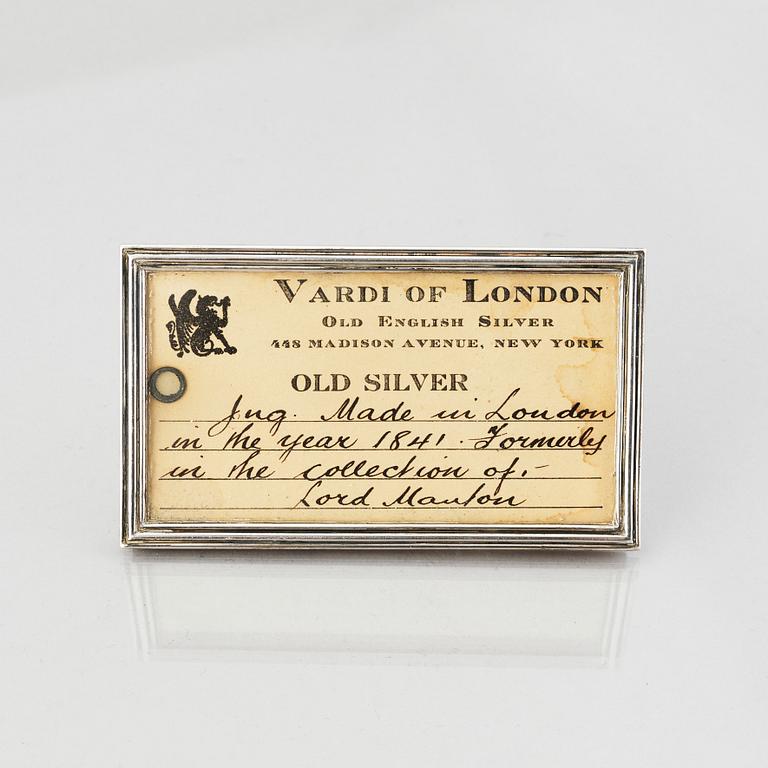 VARDI OF LONDON
OLD ENGLISH SILVER
448 MADISON AVENUE, NEW YORK
OLD SILVER
Jug. Made in London
in the year 1841. Formerly
in the collection of:-
Lord Manton